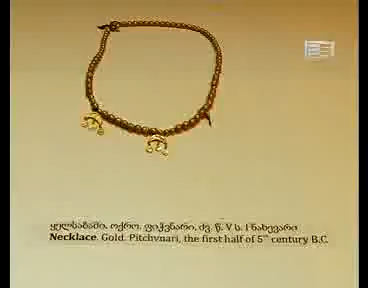 ყელსაბამი, ოქრო, ფიჭვნარი, ძვ. წ. V ს. I ნახევარი
Necklace. Gold. Pitchvnari, the first half of 5th century B.C.